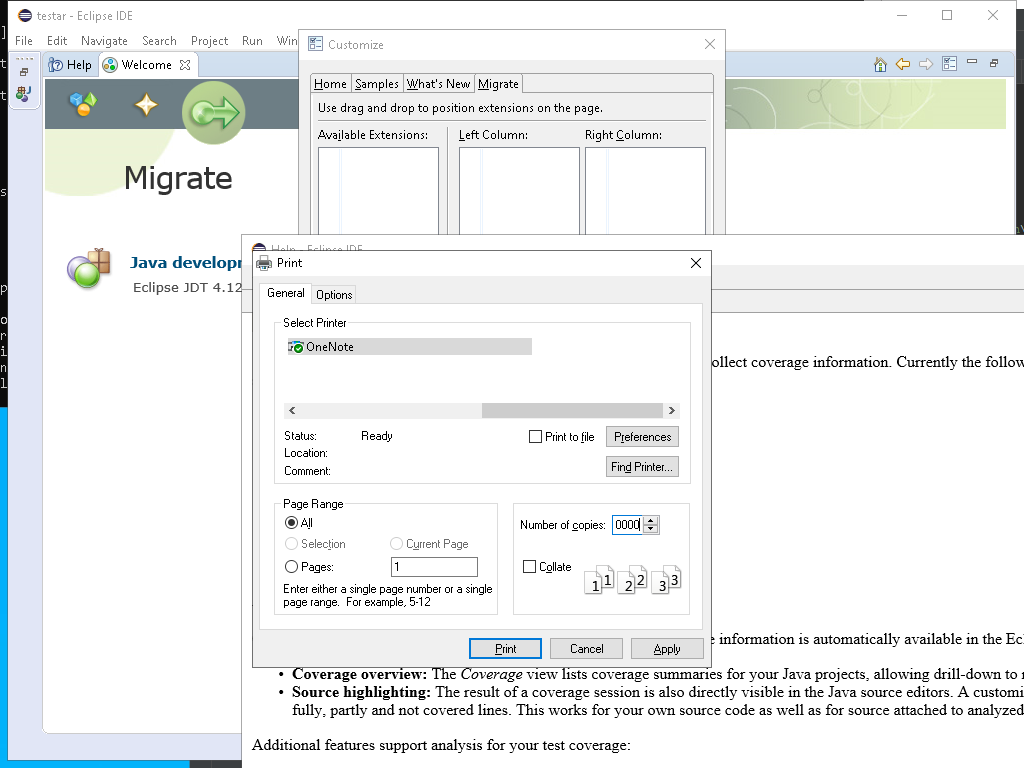 testar - Eclipse IDE
File Edit Navigate Search Project Run Win
Customize
Help Welcome
Home Samples What's New Migrate
Use drag and drop to position extensions on the page.
Available Extensions: Left Column: Right Column:
Migrate
Help - Eclipse IDE
Java develop
Eclipse JDT 4.12
Print
General Options
Select Printer
OneNote
ollect coverage information. Currently the follow
Status: Ready
Print to file
Preferences
Location:
Comment:
Find Printer...
Page Range
All
Selection Current Page
Pages: 1
Enter either a single page number or a single
page range. For example, 5-12
Number of copies: 0000
Collate
1 1 2 2 3 3
Print Cancel Apply
e information is automatically available in the Ecl
• Coverage overview: The Coverage view lists coverage summaries for your Java projects, allowing drill-down to
• Source highlighting: The result of a coverage session is also directly visible in the Java source editors. A customi
fully, partly and not covered lines. This works for your own source code as well as for source attached to analyzed
Additional features support analysis for your test coverage: